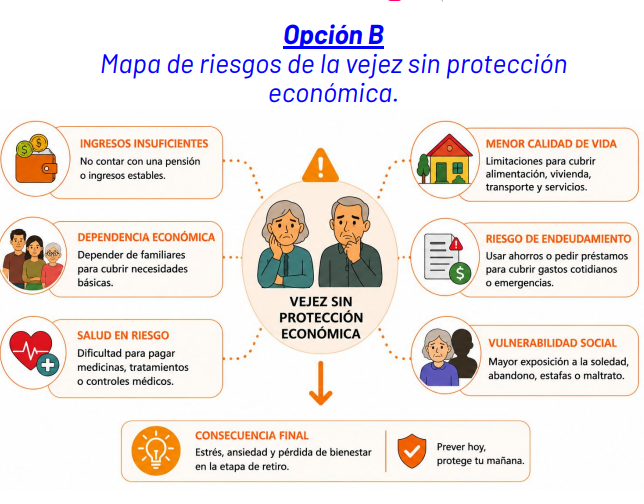 Opción B
Mapa de riesgos de la vejez sin protección
económica.
INGRESOS INSUFICIENTES
No contar con una pensión
o ingresos estables.
DEPENDENCIA ECONÓMICA
Depender de familiares
para cubrir necesidades
básicas.
SALUD EN RIESGO
Dificultad para pagar
medicinas, tratamientos
o controles médicos.
VEJEZ SIN
PROTECCIÓN
ECONÓMICA
MENOR CALIDAD DE VIDA
Limitaciones para cubrir
alimentación, vivienda,
transporte y servicios.
RIESGO DE ENDEUDAMIENTO
Usar ahorros o pedir préstamos
para cubrir gastos cotidianos
o emergencias.
VULNERABILIDAD SOCIAL
Mayor exposición a la soledad,
abandono, estafas o maltrato.
CONSECUENCIA FINAL
Estrés, ansiedad y pérdida de bienestar
en la etapa de retiro.
Prever hoy,
protege tu mañana.